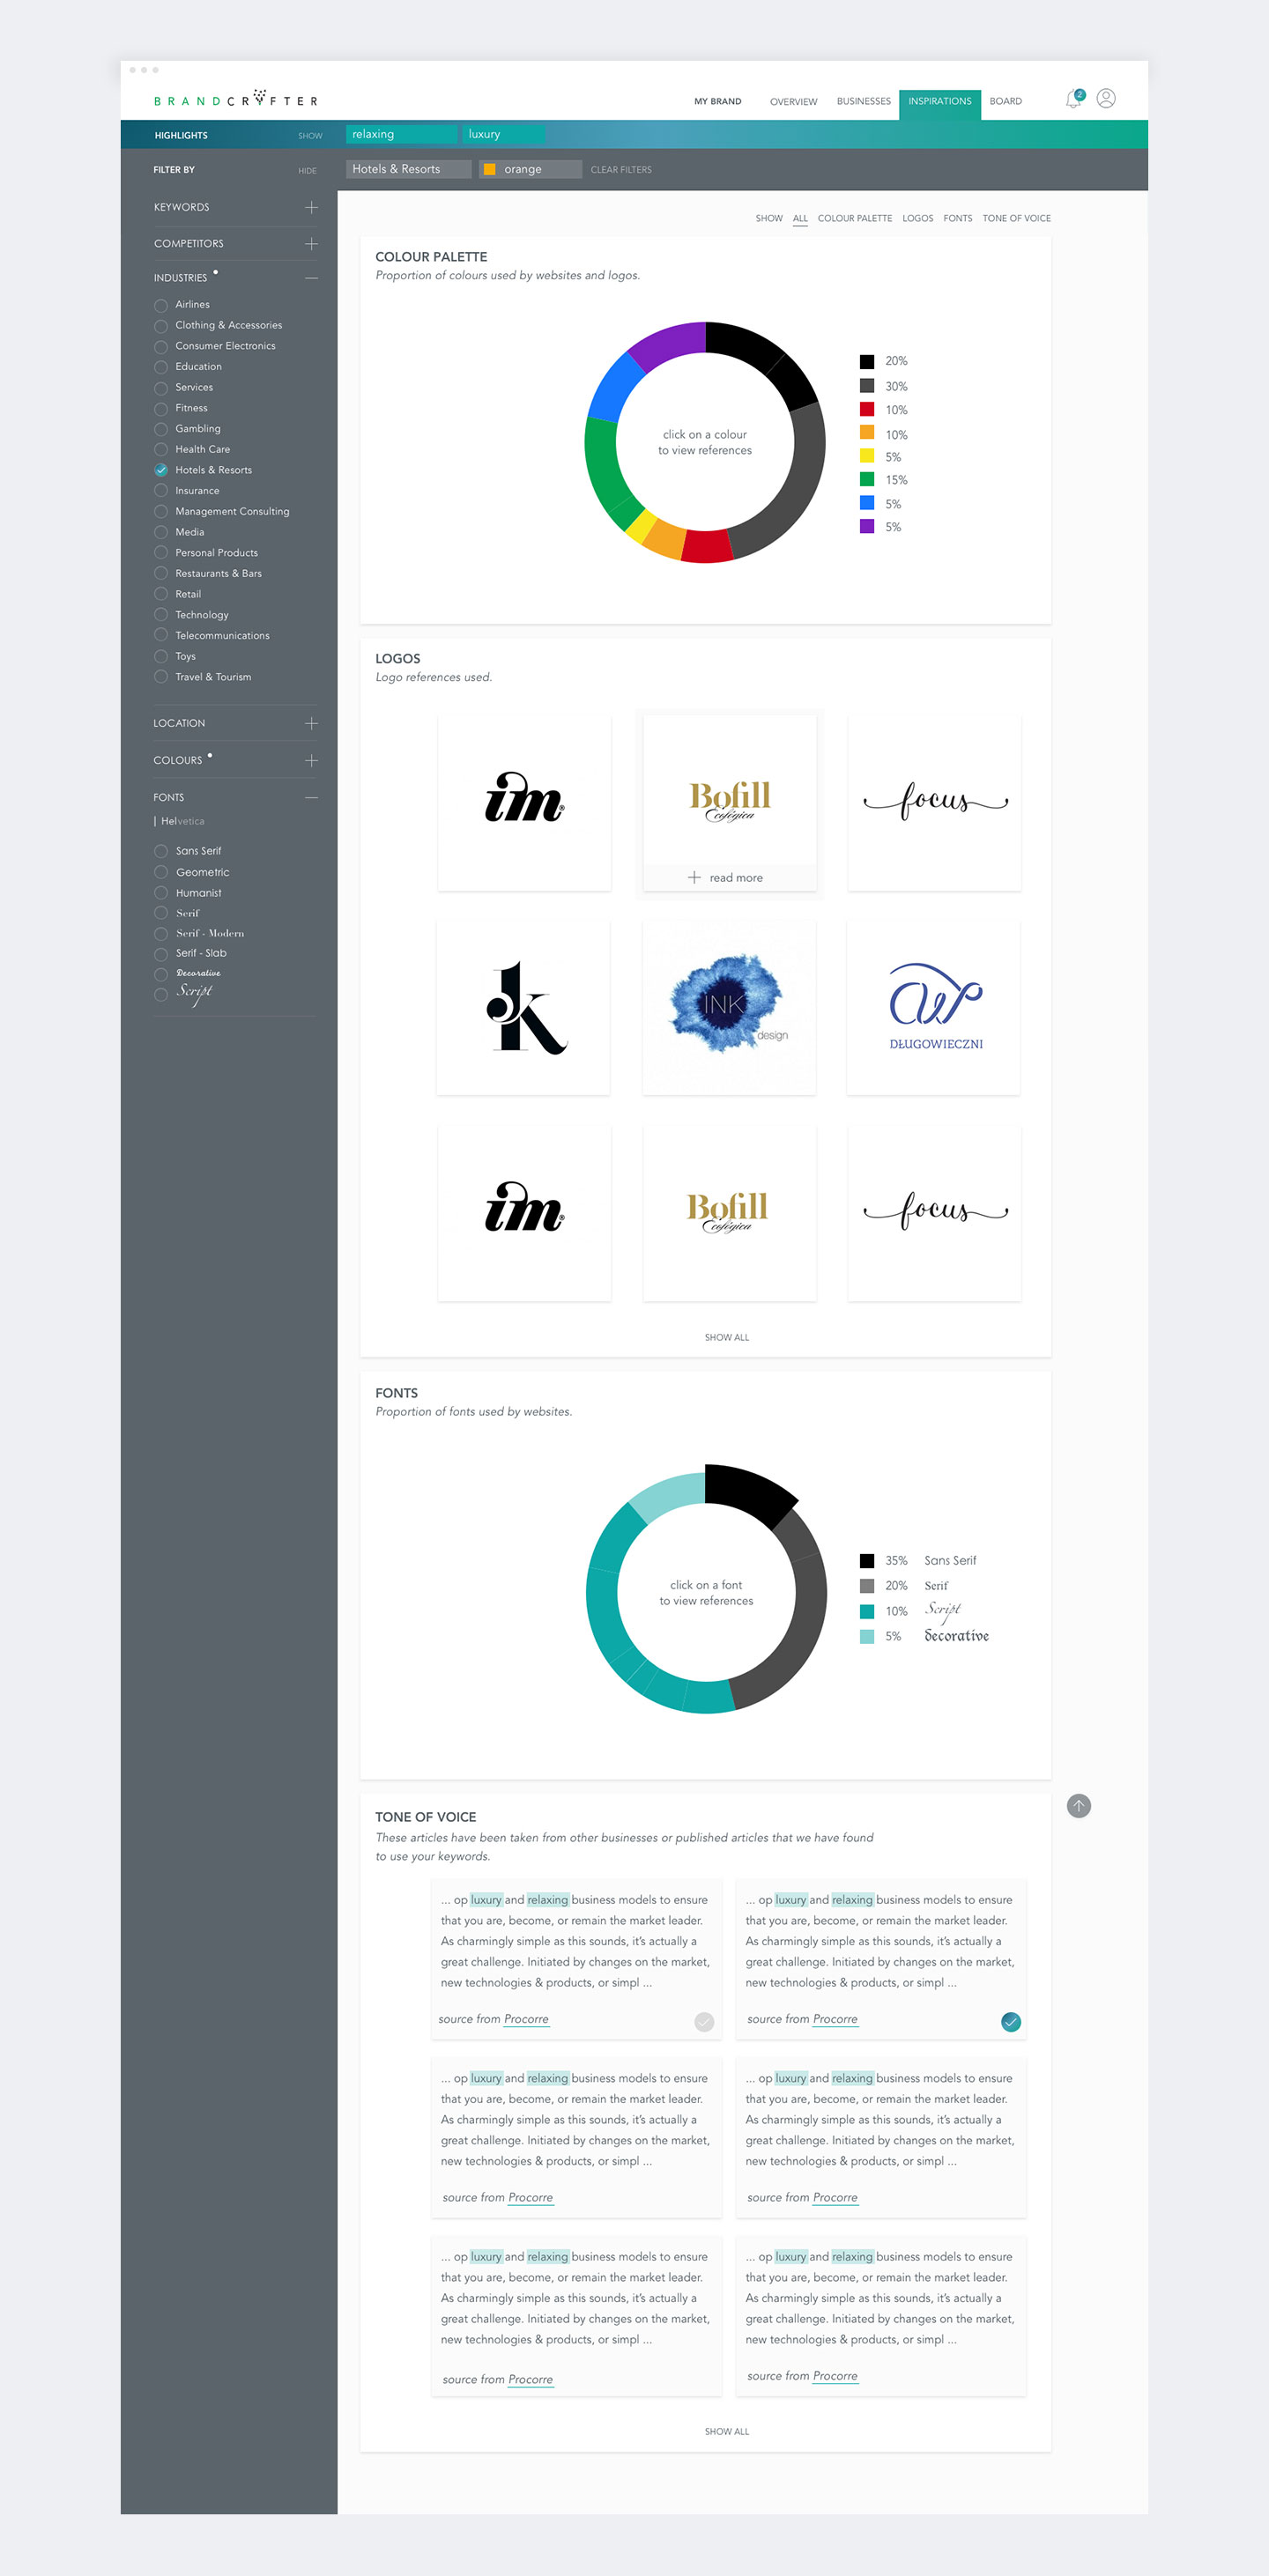 BRANDCRYFTER
MY BRAND
OVERVIEW
BUSINESSES
INSPIRATIONS
BOARD
2
HIGHLIGHTS
SHOW
relaxing
luxury
FILTER BY
HIDE
Hotels & Resorts
orange
CLEAR FILTERS
KEYWORDS
COMPETITORS
INDUSTRIES
Airlines
Clothing & Accessories
Consumer Electronics
Education
Services
Fitness
Gambling
Health Care
Hotels & Resorts
Insurance
Management Consulting
Media
Personal Products
Restaurants & Bars
Retail
Technology
Telecommunications
Toys
Travel & Tourism
LOCATION
COLOURS
FONTS
Helvetica
Sans Serif
Geometric
Humanist
Serif
Serif - Modern
Serif - Slab
Decorative
Script
SHOW ALL COLOUR PALETTE LOGOS FONTS TONE OF VOICE
COLOUR PALETTE
Proportion of colours used by websites and logos.
click on a colour
to view references
20%
30%
10%
10%
5%
15%
5%
5%
LOGOS
Logo references used.
im®
Bofill
Ecológica
focus
read more
k
INK
design
DŁUGOWIECZNI
im®
Bofill
Ecológica
focus
SHOW ALL
FONTS
Proportion of fonts used by websites.
click on a font
to view references
35% Sans Serif
20% Serif
10% Script
5% decorative
TONE OF VOICE
These articles have been taken from other businesses or published articles that we have found
to use your keywords.
... op luxury and relaxing business models to ensure
that you are, become, or remain the market leader.
As charmingly simple as this sounds, it's actually a
great challenge. Initiated by changes on the market,
new technologies & products, or simpl ...
source from Procorre
... op luxury and relaxing business models to ensure
that you are, become, or remain the market leader.
As charmingly simple as this sounds, it's actually a
great challenge. Initiated by changes on the market,
new technologies & products, or simpl ...
source from Procorre
... op luxury and relaxing business models to ensure
that you are, become, or remain the market leader.
As charmingly simple as this sounds, it's actually a
great challenge. Initiated by changes on the market,
new technologies & products, or simpl ...
source from Procorre
... op luxury and relaxing business models to ensure
that you are, become, or remain the market leader.
As charmingly simple as this sounds, it's actually a
great challenge. Initiated by changes on the market,
new technologies & products, or simpl ...
source from Procorre
... op luxury and relaxing business models to ensure
that you are, become, or remain the market leader.
As charmingly simple as this sounds, it's actually a
great challenge. Initiated by changes on the market,
new technologies & products, or simpl ...
source from Procorre
... op luxury and relaxing business models to ensure
that you are, become, or remain the market leader.
As charmingly simple as this sounds, it's actually a
great challenge. Initiated by changes on the market,
new technologies & products, or simpl ...
source from Procorre
SHOW ALL